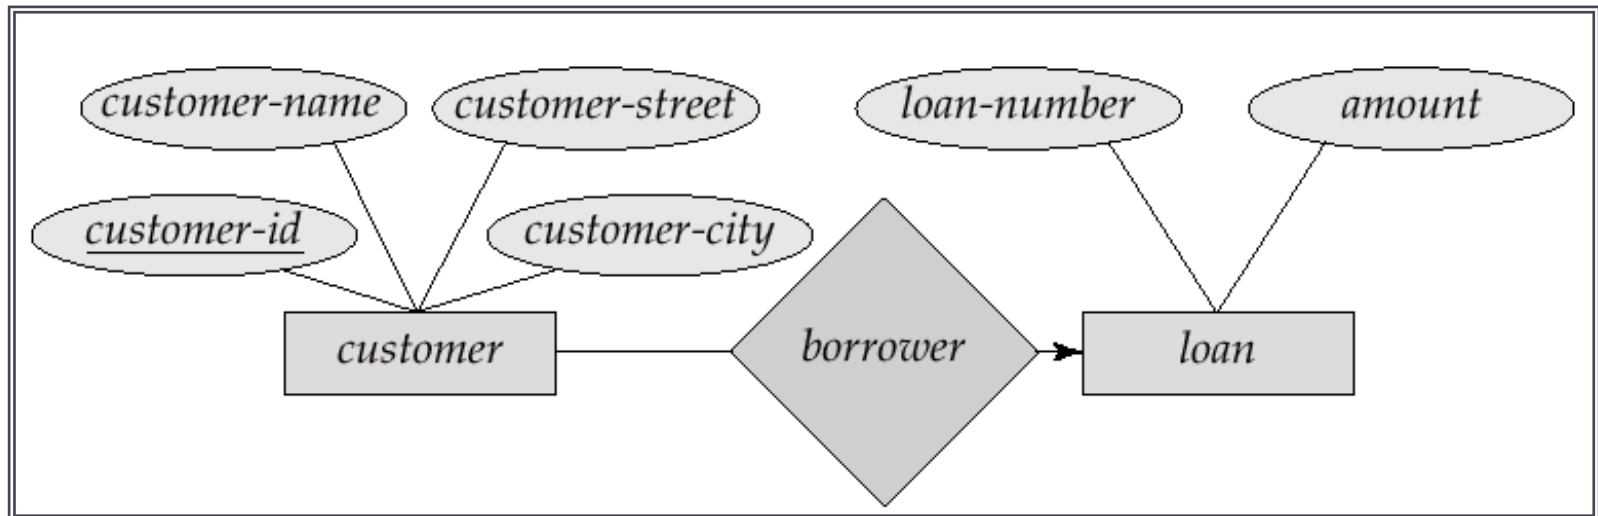 customer-name customer-street loan-number amount
customer-id customer-city
customer borrower loan